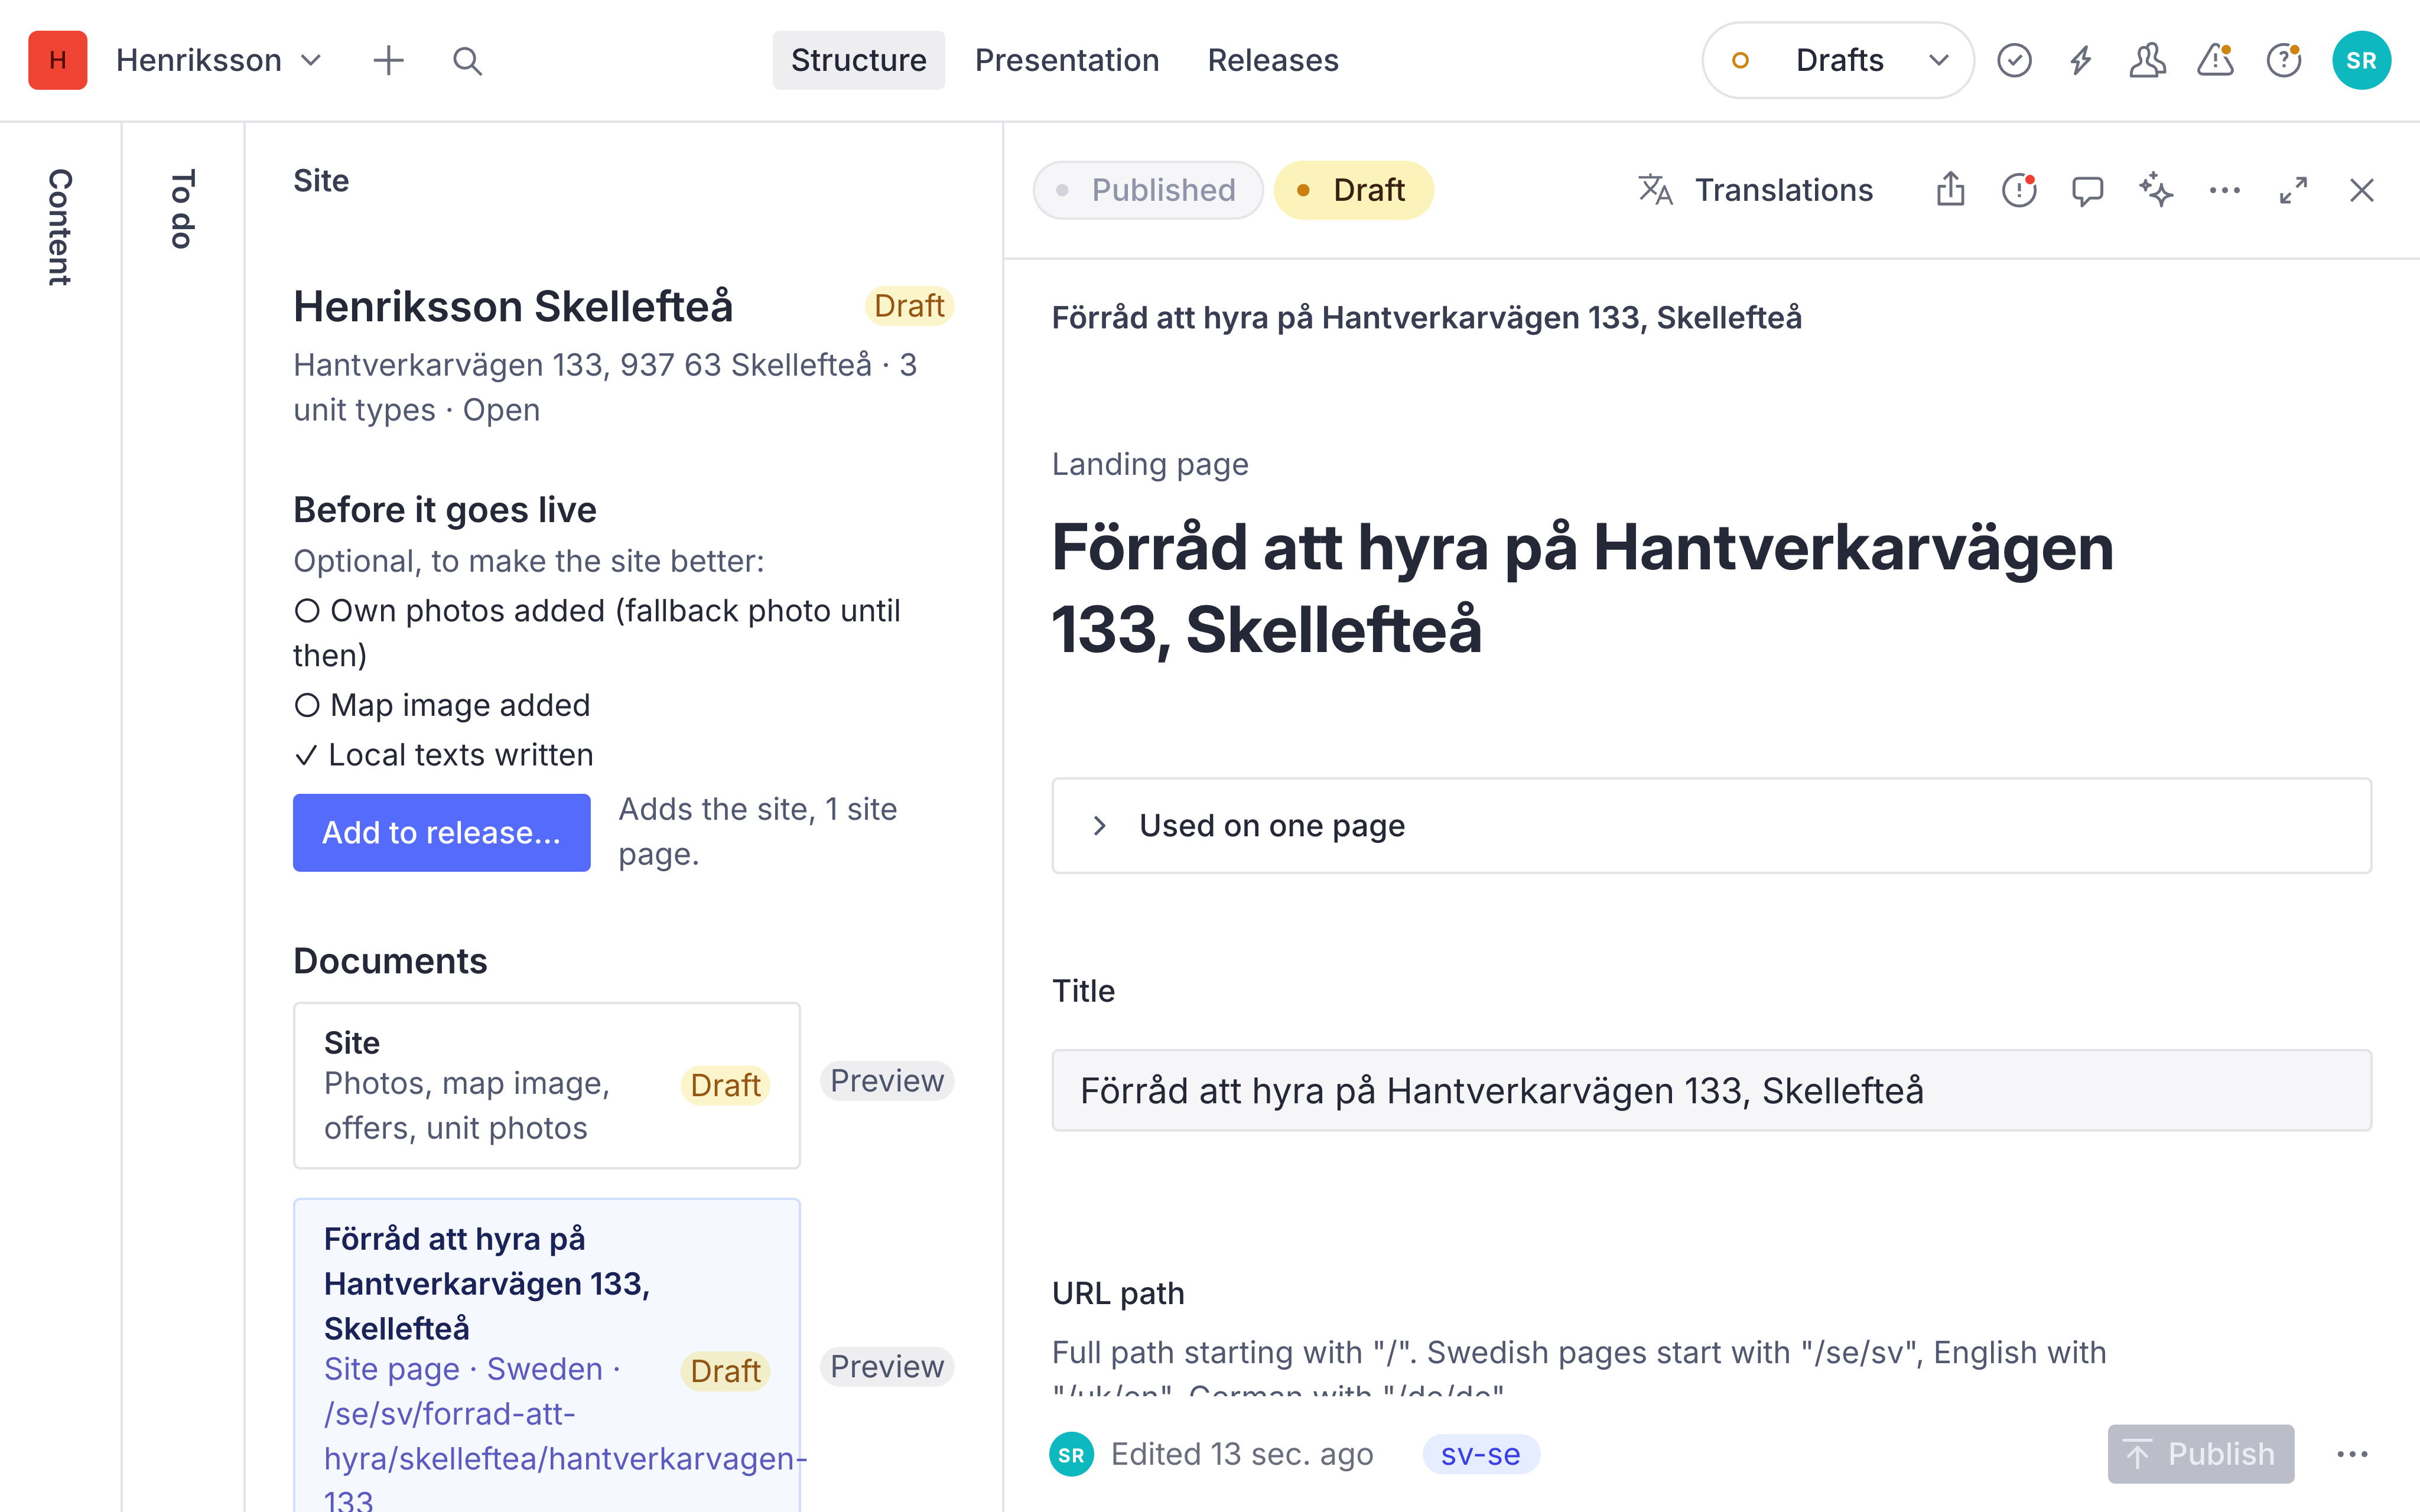 H
Henriksson
Structure
Presentation
Releases
Drafts
SR
Content
To do
Site
Henriksson Skellefteå
Draft
Hantverkarvägen 133, 937 63 Skellefteå · 3
unit types · Open
Before it goes live
Optional, to make the site better:
Own photos added (fallback photo until
then)
Map image added
Local texts written
Add to release...
Adds the site, 1 site
page.
Documents
Site
Photos, map image,
offers, unit photos
Draft
Preview
Förråd att hyra på
Hantverkarvägen 133,
Skellefteå
Site page · Sweden ·
/se/sv/forrad-att-
hyra/skelleftea/hantverkarvagen-
133
Draft
Preview
Published
Draft
Translations
Förråd att hyra på Hantverkarvägen 133, Skellefteå
Landing page
Förråd att hyra på Hantverkarvägen
133, Skellefteå
Used on one page
Title
Förråd att hyra på Hantverkarvägen 133, Skellefteå
URL path
Full path starting with "/". Swedish pages start with "/se/sv", English with
"/uk/en", German with "/de/de"
SR
Edited 13 sec. ago
sv-se
Publish